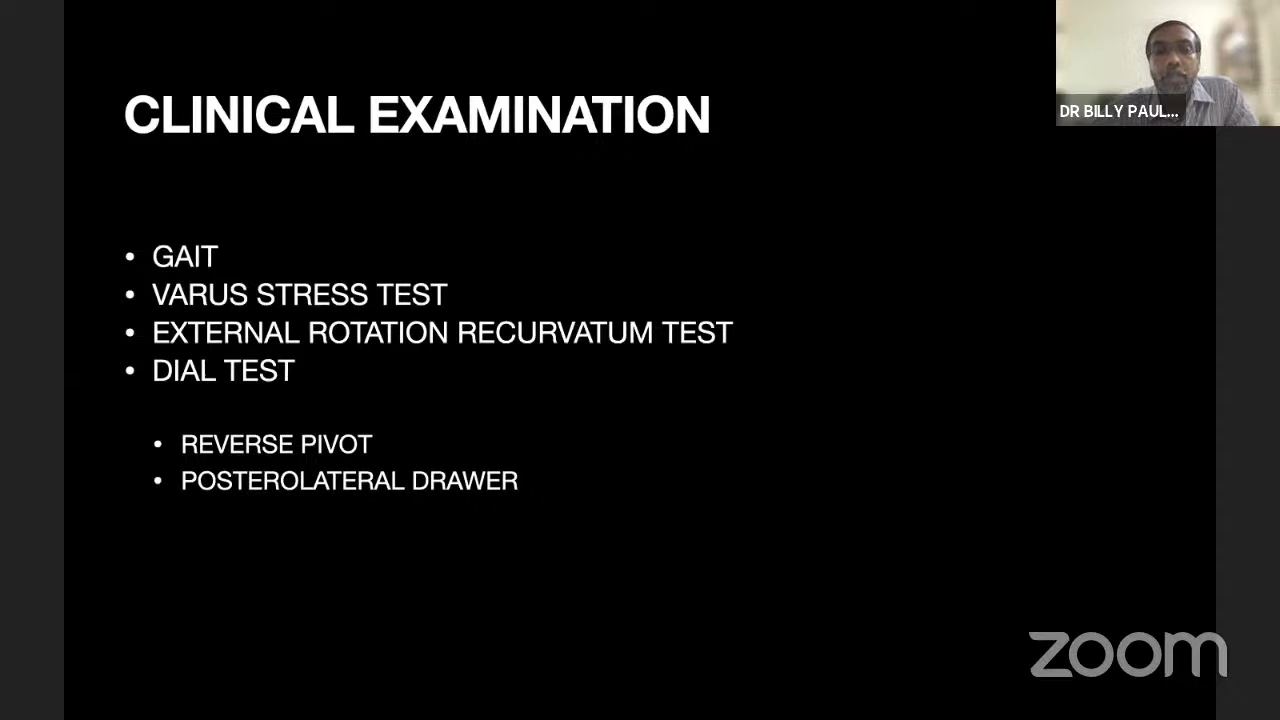 CLINICAL EXAMINATION
DR BILLY PAUL...
• GAIT
• VARUS STRESS TEST
• EXTERNAL ROTATION RECURVATUM TEST
• DIAL TEST
• REVERSE PIVOT
• POSTEROLATERAL DRAWER
zoom